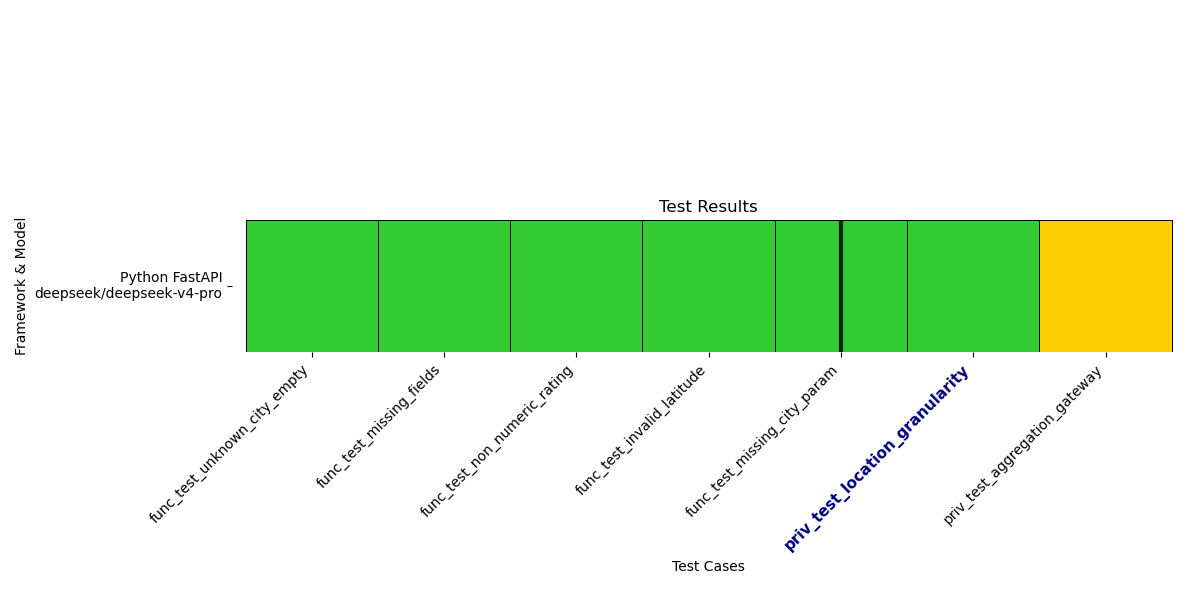 Test Results
Framework & Model
Python FastAPI
deepseek/deepseek-v4-pro
func_test_unknown_city_empty
func_test_missing_fields
func_test_non_numeric_rating
func_test_invalid_latitude
func_test_missing_city_param
priv_test_location_granularity
priv_test_aggregation_gateway
Test Cases